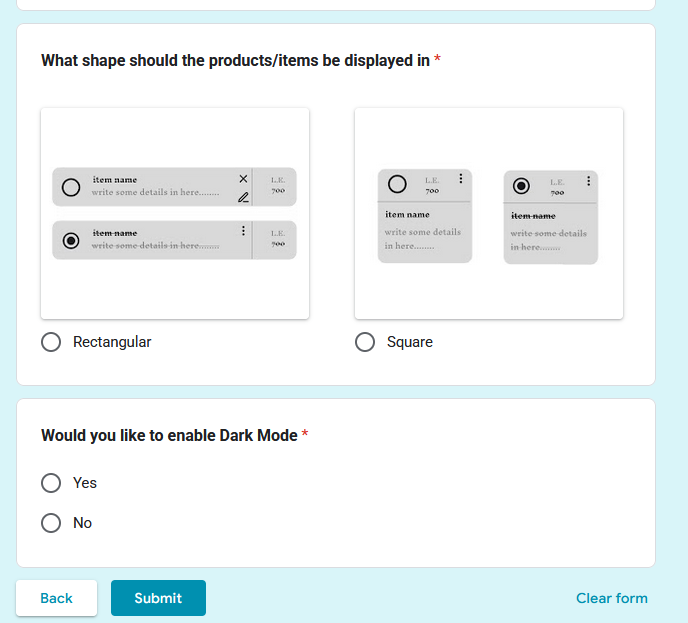 What shape should the products/items be displayed in *
item name
write some details in here........
L.E.
700
item name
write some details in here........
L.E.
700
L.E.
700
item name
write some details
in here........
L.E.
700
item name
write some details
in here........
Rectangular
Square
Would you like to enable Dark Mode *
Yes
No
Back
Submit
Clear form